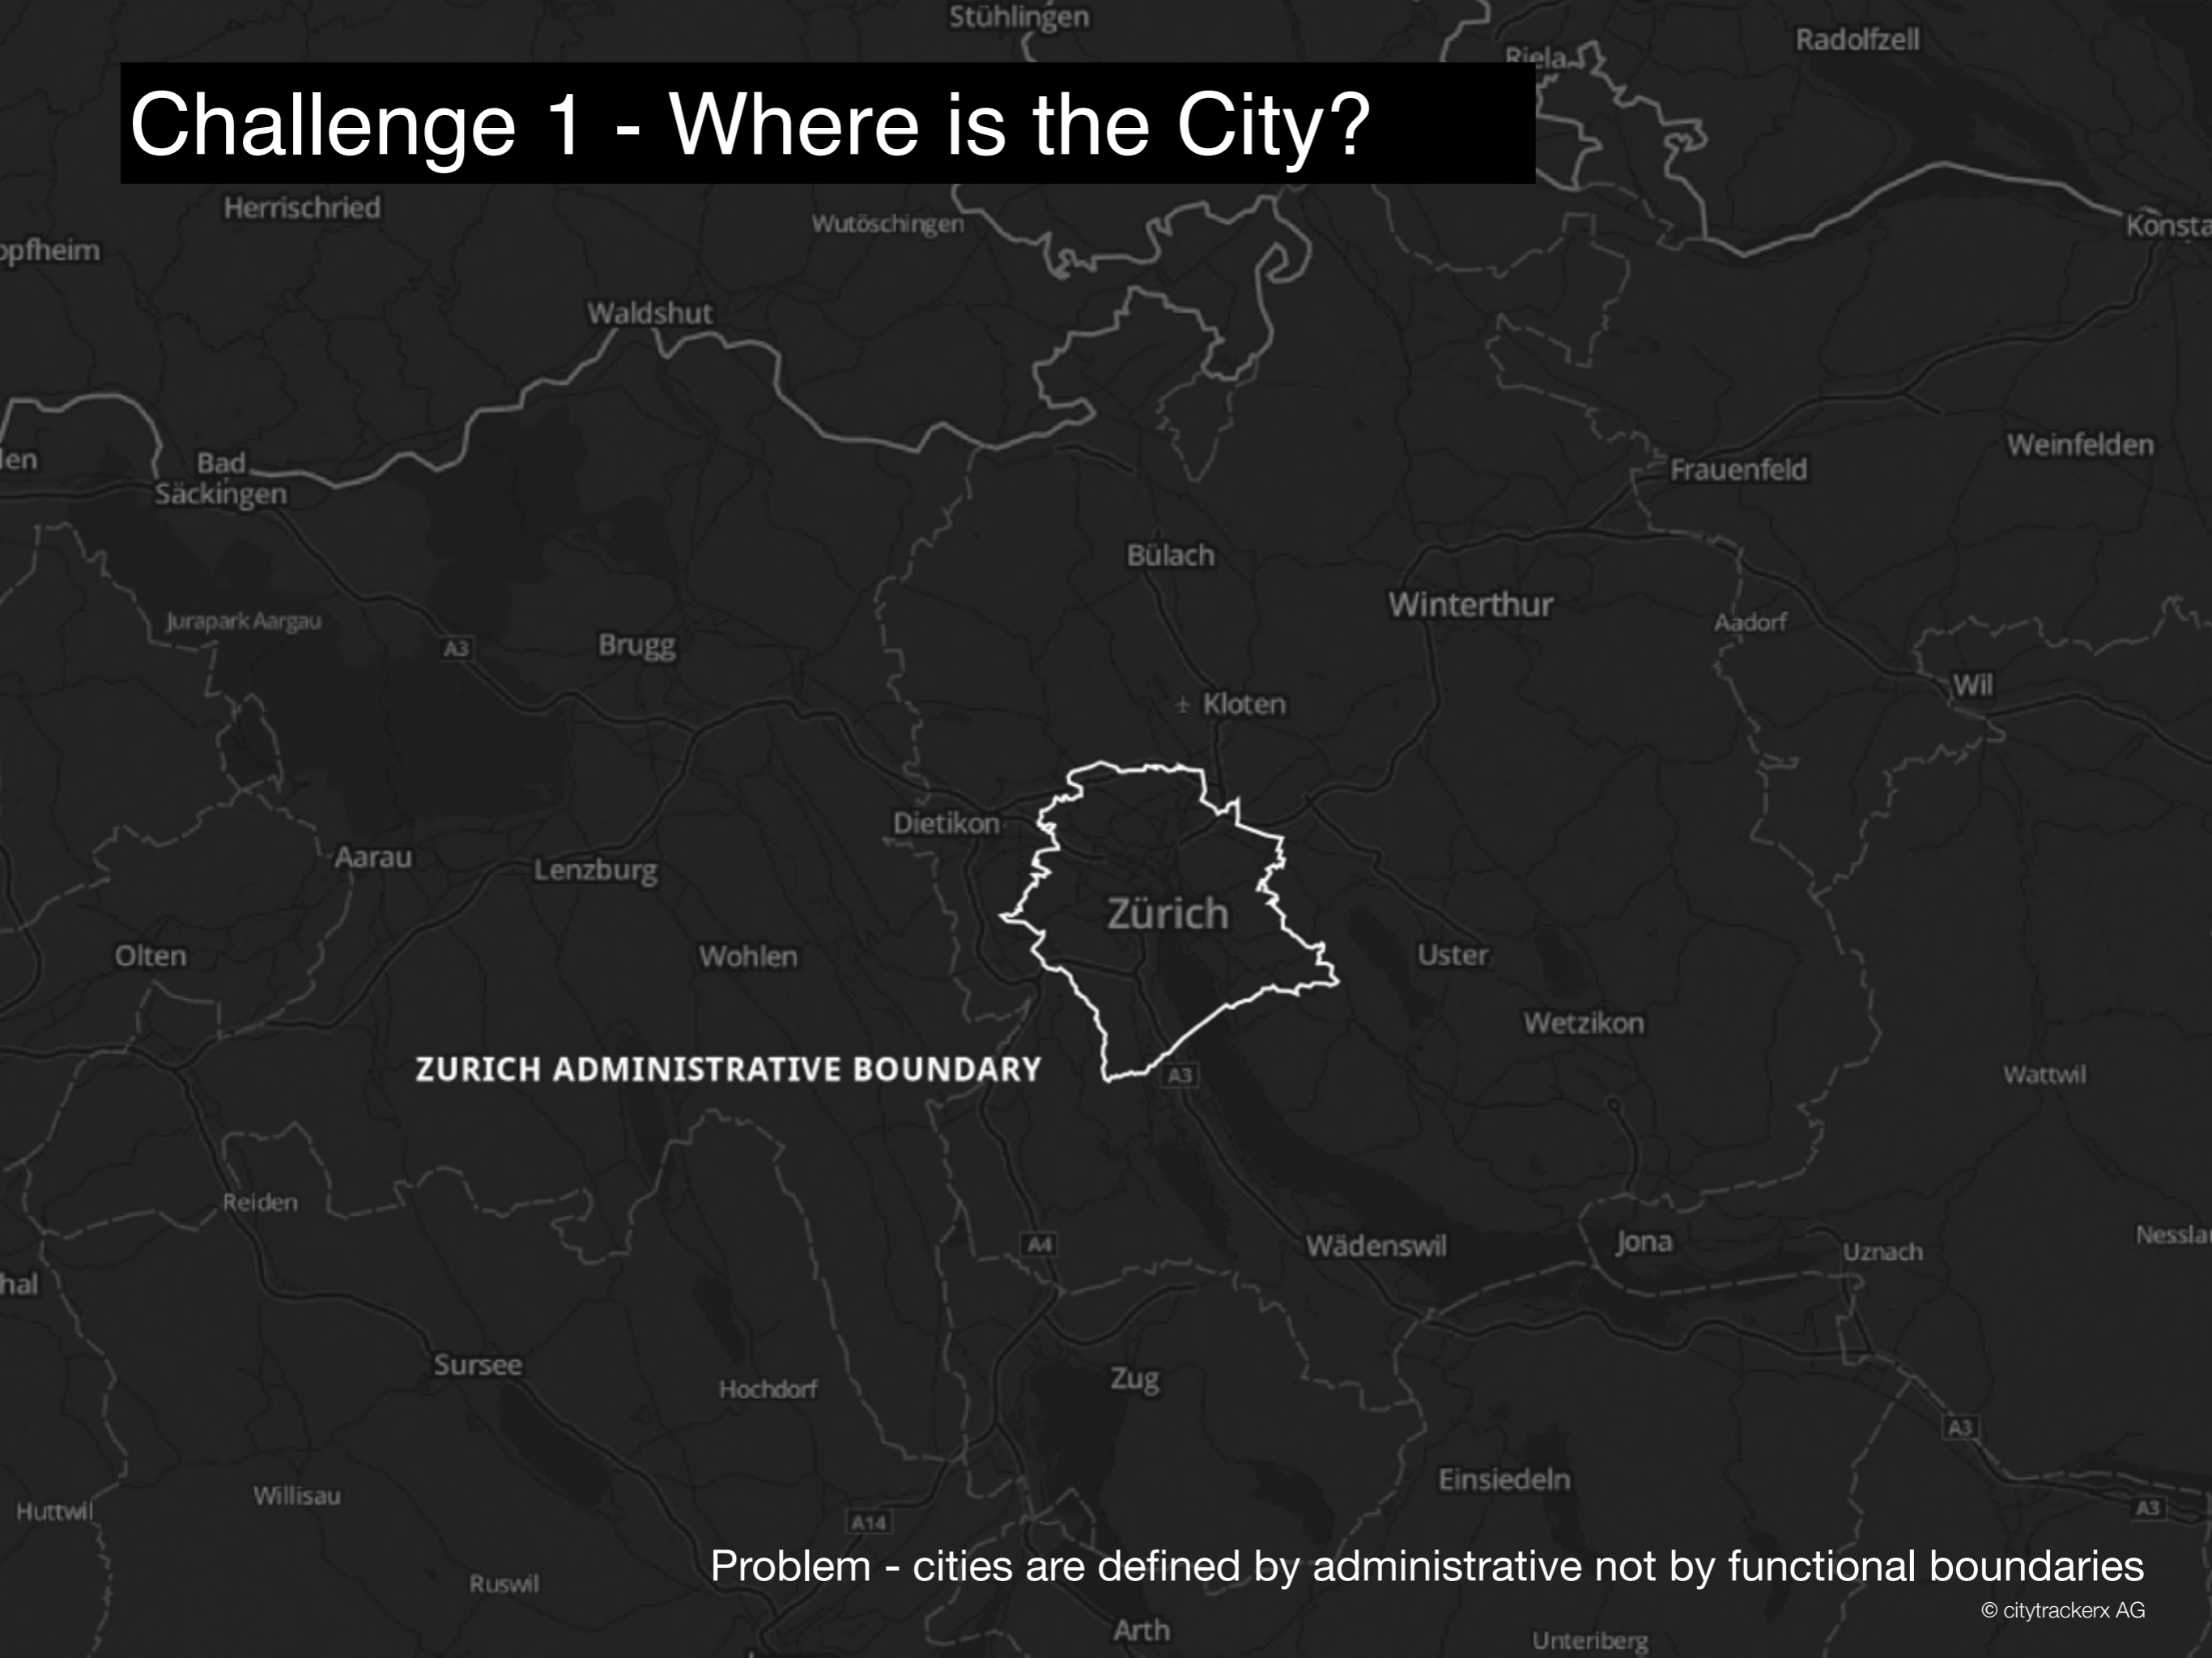 Stühlingen
Radolfzell
Challenge 1 - Where is the City?
Herrischried
Wutöschingen
Konsta
opfheim
Waldshut
Weinfelden
Bad
Säckingen
Frauenfeld
Bülach
Winterthur
Jurapark Aargau
Aadorf
A3
Brugg
Wil
Kloten
Dietikon
Aarau
Lenzburg
Zürich
Olten
Wohlen
Uster
Wetzikon
ZURICH ADMINISTRATIVE BOUNDARY
A3
Wattwil
Reiden
A4
Wädenswil
Jona
Uznach
Nessla
hal
Sursee
Hochdorf
Zug
A3
Einsiedeln
Willisau
Huttwil
A14
A3
Problem - cities are defined by administrative not by functional boundaries
Ruswil
© citytrackerx AG
Arth
Unteriberg